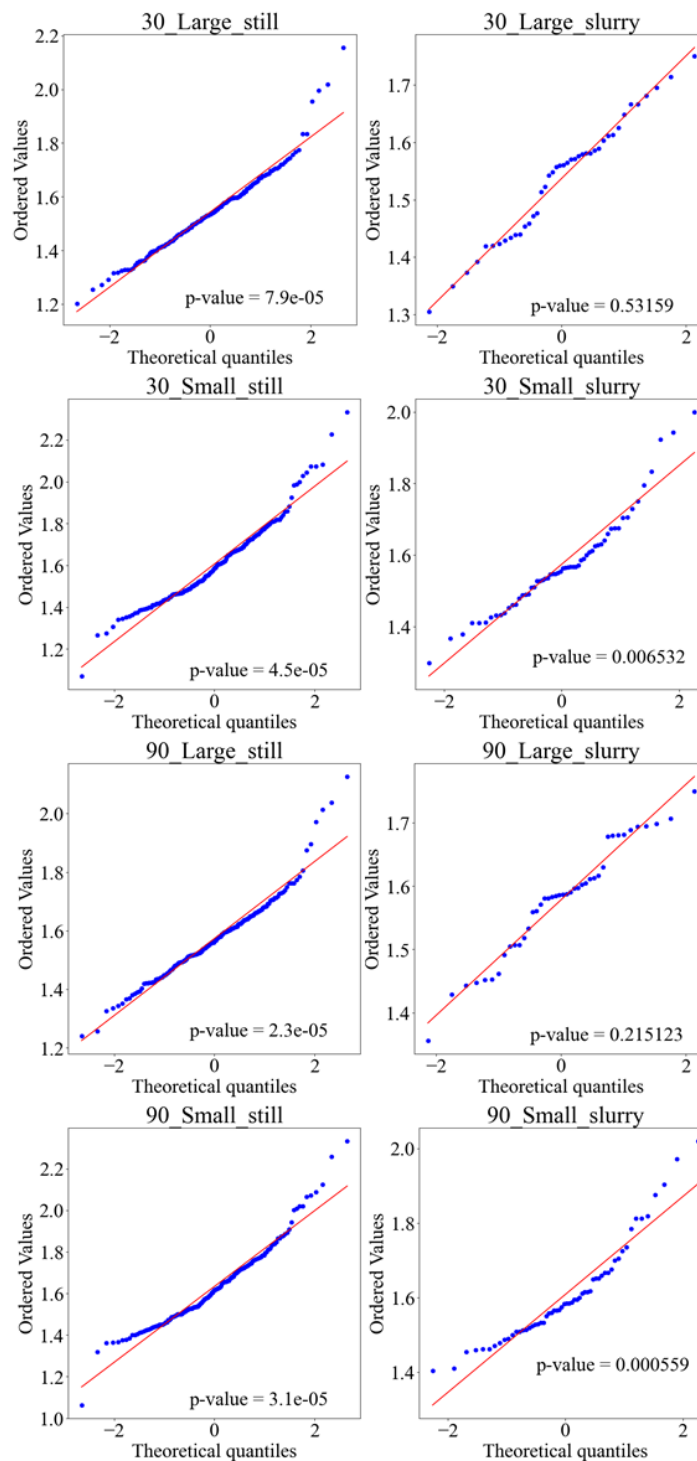 30_Large_still
30_Large_slurry
2.2
2.0
1.8
1.6
1.4
1.2
Ordered Values
p-value = 7.9e-05
−2
0
2
Theoretical quantiles
1.7
1.6
1.5
1.4
1.3
Ordered Values
p-value = 0.53159
−2
0
2
Theoretical quantiles
30_Small_still
30_Small_slurry
2.2
2.0
1.8
1.6
1.4
1.2
Ordered Values
p-value = 4.5e-05
−2
0
2
Theoretical quantiles
2.0
1.8
1.6
1.4
Ordered Values
p-value = 0.006532
−2
0
2
Theoretical quantiles
90_Large_still
90_Large_slurry
2.0
1.8
1.6
1.4
1.2
Ordered Values
p-value = 2.3e-05
−2
0
2
Theoretical quantiles
1.7
1.6
1.5
1.4
Ordered Values
p-value = 0.215123
−2
0
2
Theoretical quantiles
90_Small_still
90_Small_slurry
2.2
2.0
1.8
1.6
1.4
1.2
1.0
Ordered Values
p-value = 3.1e-05
−2
0
2
Theoretical quantiles
2.0
1.8
1.6
1.4
Ordered Values
p-value = 0.000559
−2
0
2
Theoretical quantiles